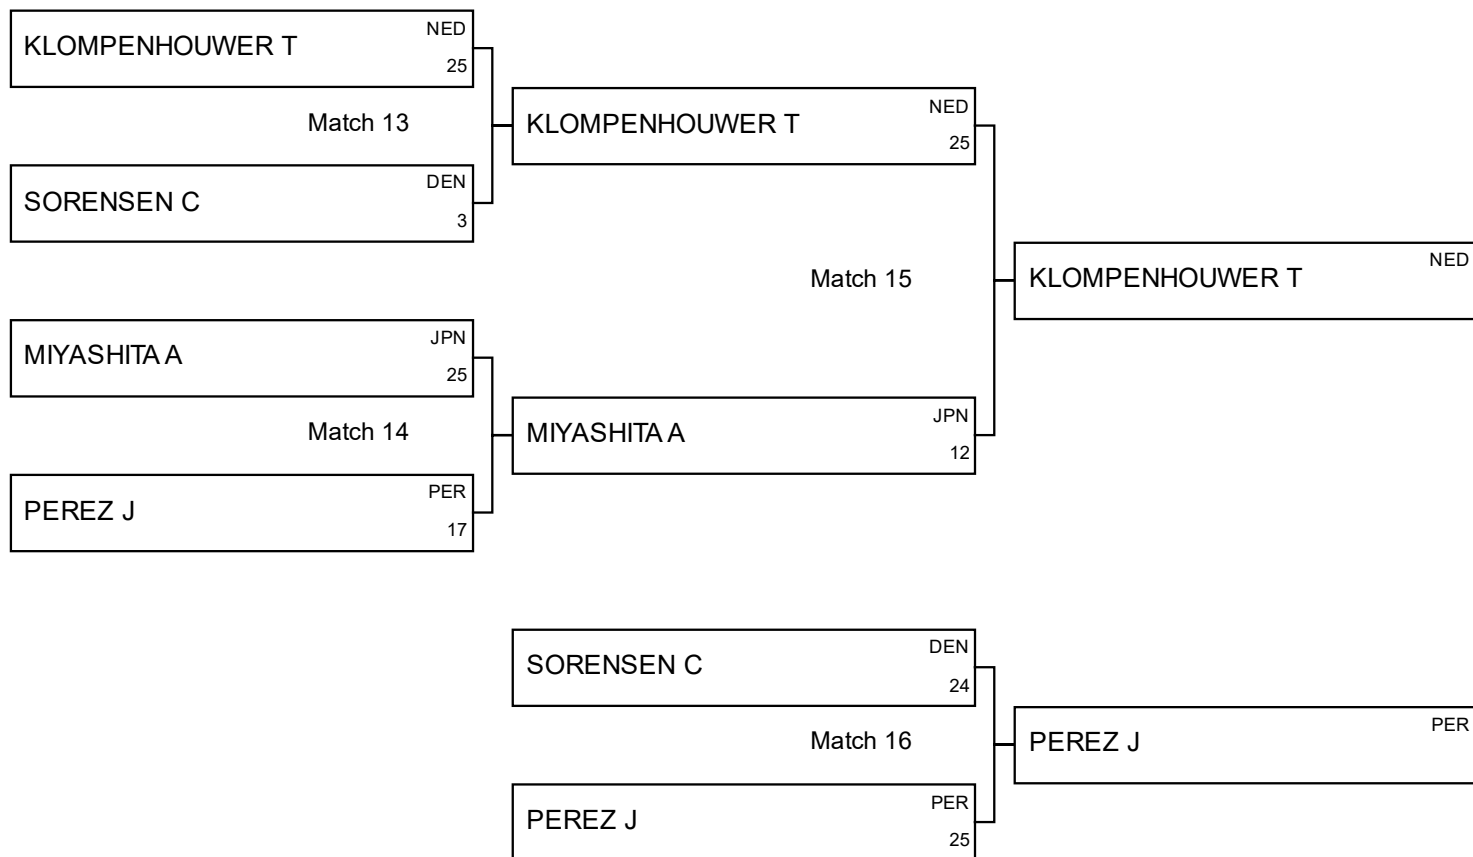 KLOMPENHOUWER T NED
25
Match 13
SORENSEN C DEN
3
KLOMPENHOUWER T NED
25
MIYASHITA A JPN
25
Match 14
PEREZ J PER
17
MIYASHITA A JPN
12
Match 15
KLOMPENHOUWER T NED
SORENSEN C DEN
24
Match 16
PEREZ J PER
25
PEREZ J PER